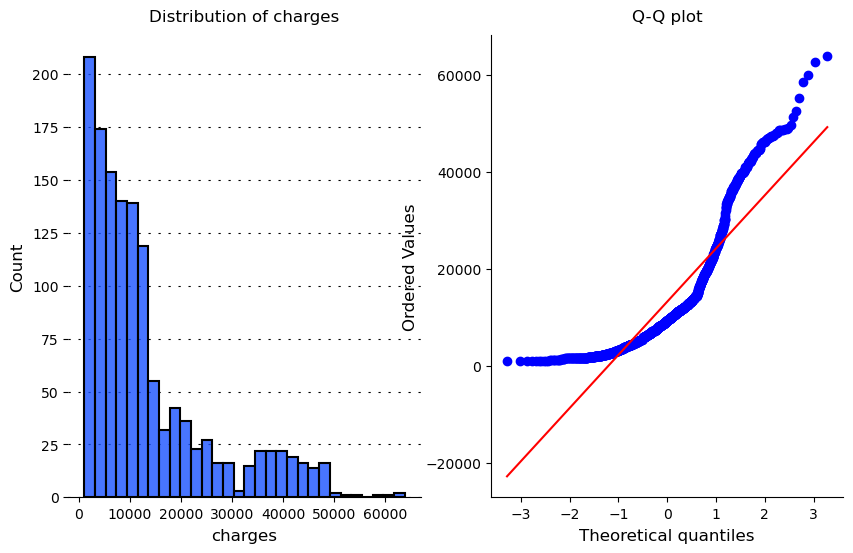 Distribution of charges
Count
200
175
150
125
100
75
50
25
0
0 10000 20000 30000 40000 50000 60000
charges
Q-Q plot
Ordered Values
60000
40000
20000
0
−20000
−3 −2 −1 0 1 2 3
Theoretical quantiles